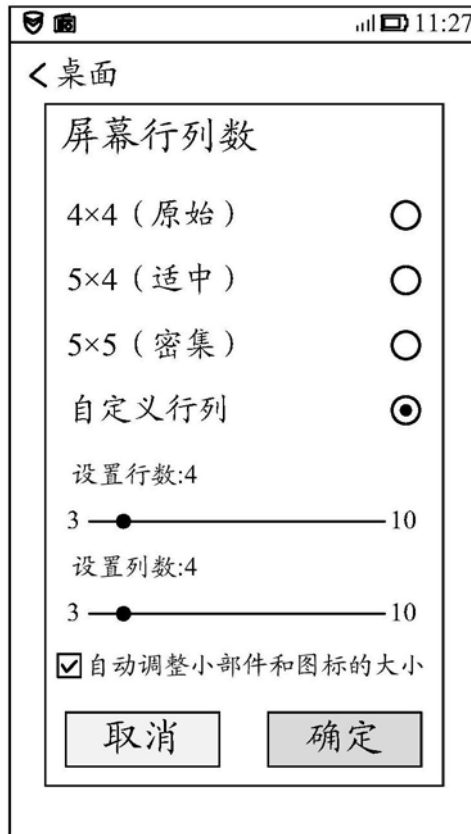 11:27
桌面
屏幕行列数
4×4（原始）
5×4（适中）
5×5（密集）
自定义行列
设置行数:4
3 10
设置列数:4
3 10
自动调整小部件和图标的大小
取消 确定